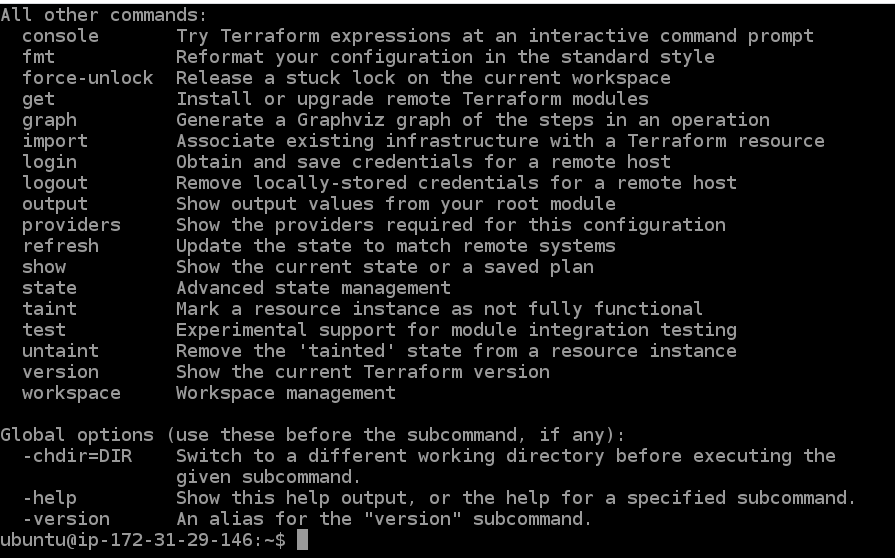 All other commands:
  console       Try Terraform expressions at an interactive command prompt
  fmt           Reformat your configuration in the standard style
  force-unlock  Release a stuck lock on the current workspace
  get           Install or upgrade remote Terraform modules
  graph         Generate a Graphviz graph of the steps in an operation
  import        Associate existing infrastructure with a Terraform resource
  login         Obtain and save credentials for a remote host
  logout        Remove locally-stored credentials for a remote host
  output        Show output values from your root module
  providers     Show the providers required for this configuration
  refresh       Update the state to match remote systems
  show          Show the current state or a saved plan
  state         Advanced state management
  taint         Mark a resource instance as not fully functional
  test          Experimental support for module integration testing
  untaint       Remove the 'tainted' state from a resource instance
  version       Show the current Terraform version
  workspace     Workspace management

Global options (use these before the subcommand, if any):
  -chdir=DIR    Switch to a different working directory before executing the
                given subcommand.
  -help         Show this help output, or the help for a specified subcommand.
  -version      An alias for the "version" subcommand.
ubuntu@ip-172-31-29-146:~$